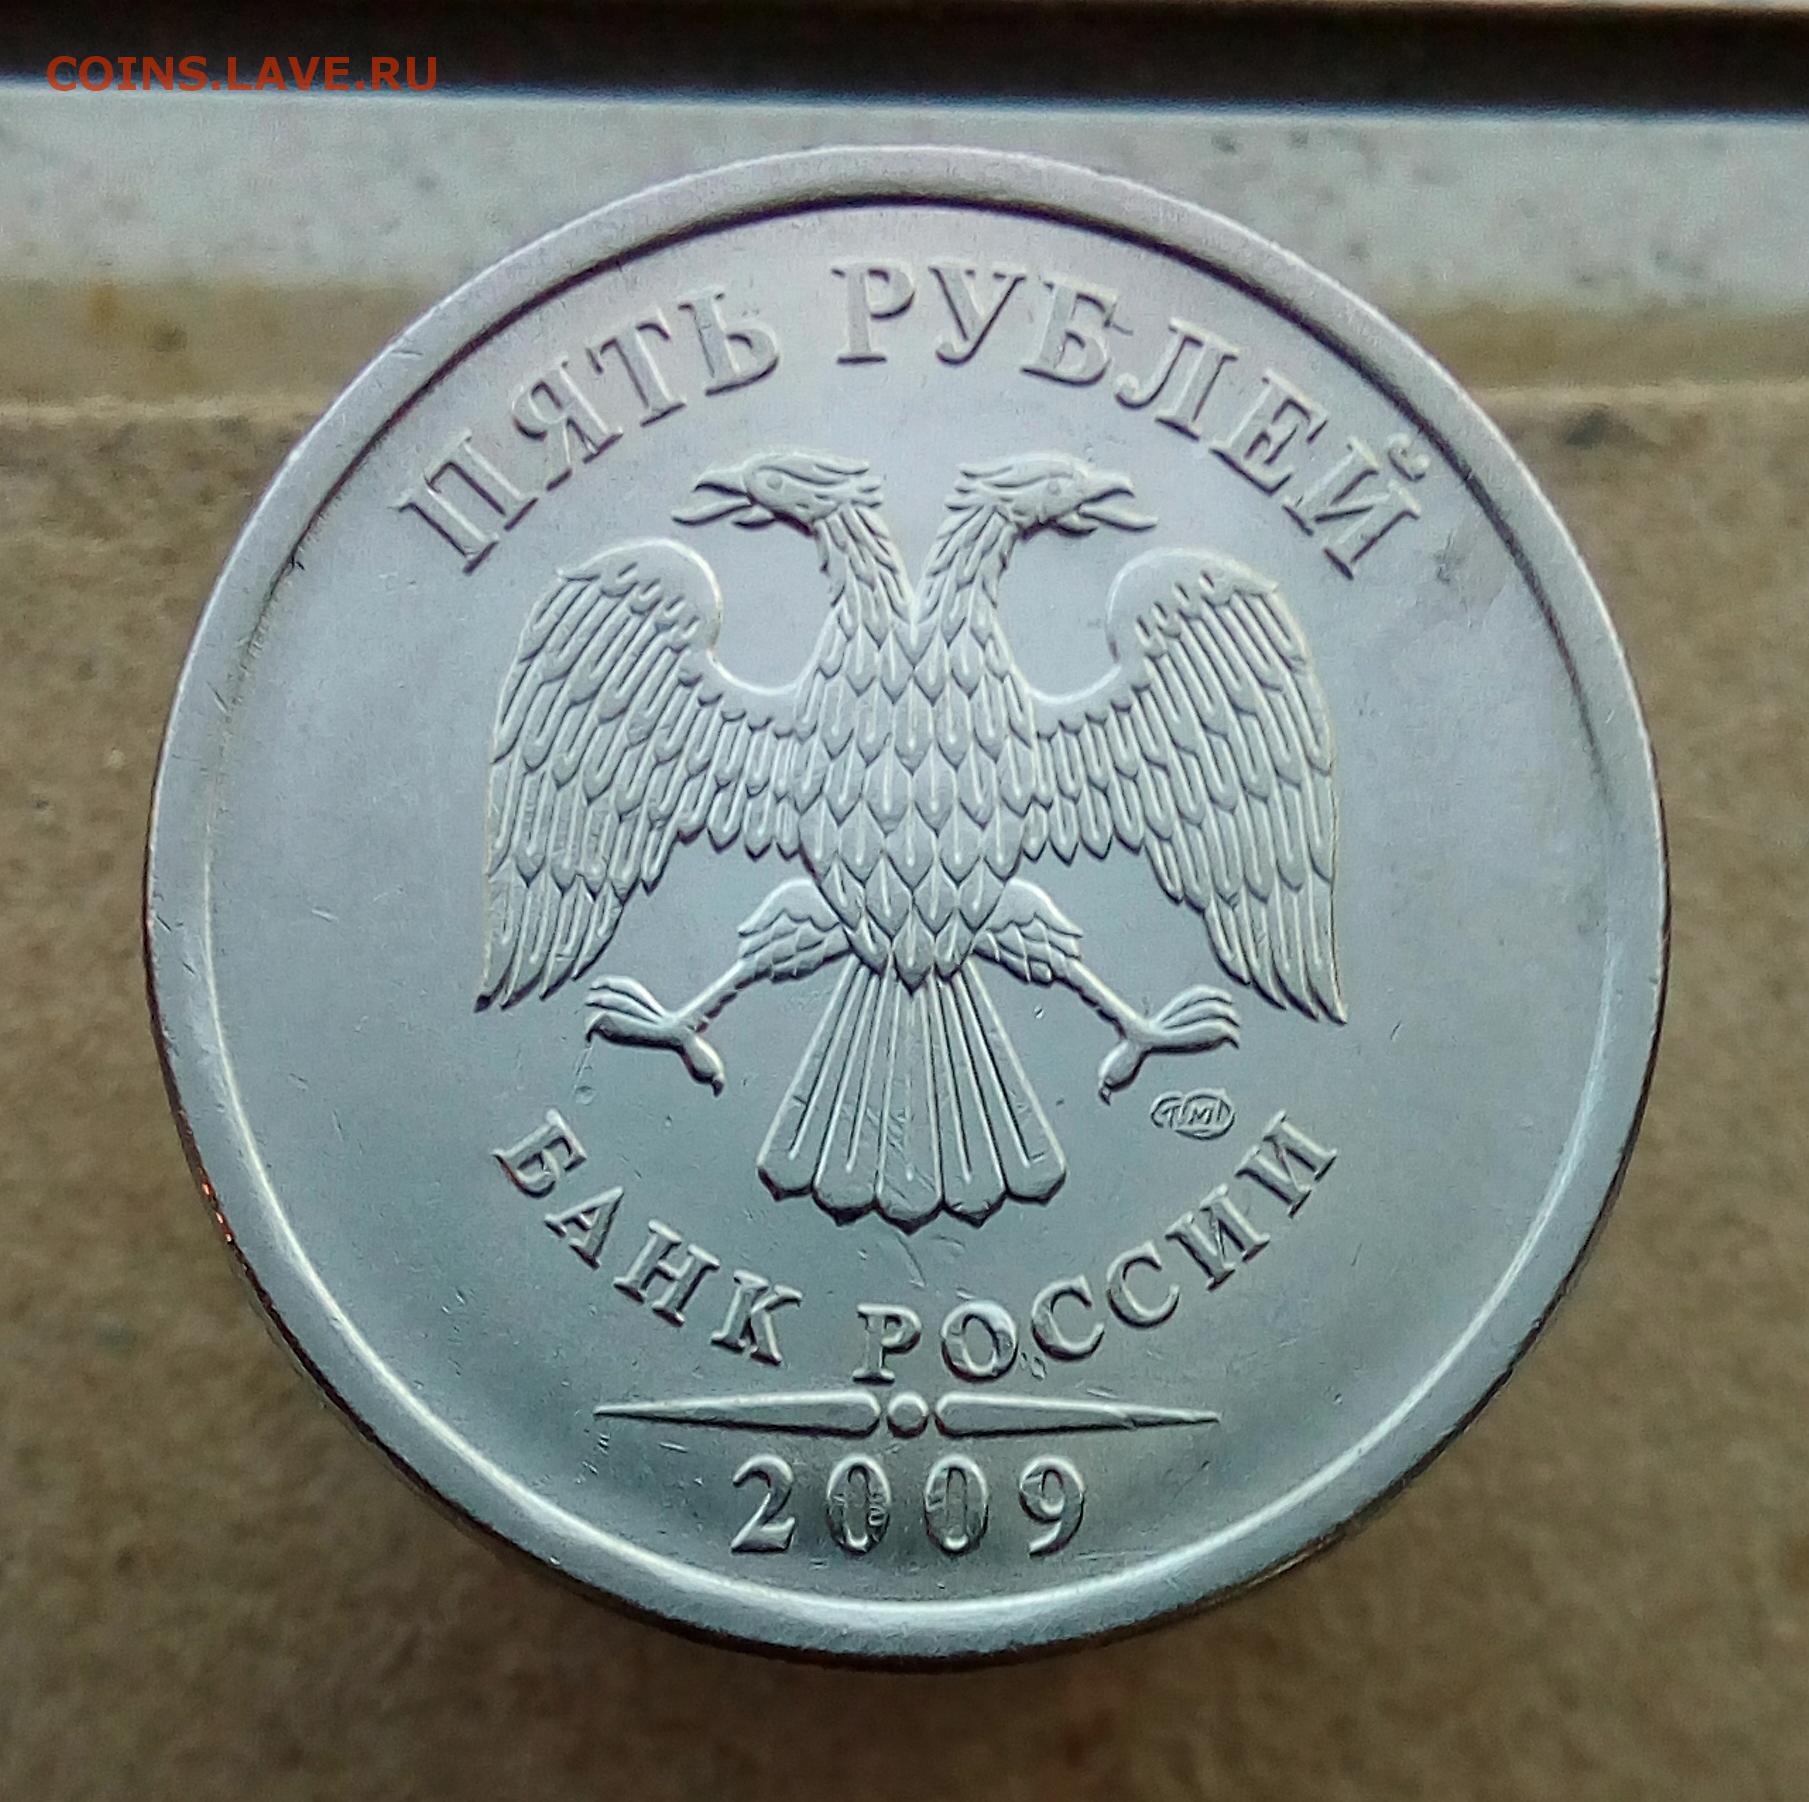 COINS.LAVE.RU
ПЯТЬ РУБЛЕЙ
БАНК РОССИИ
2009